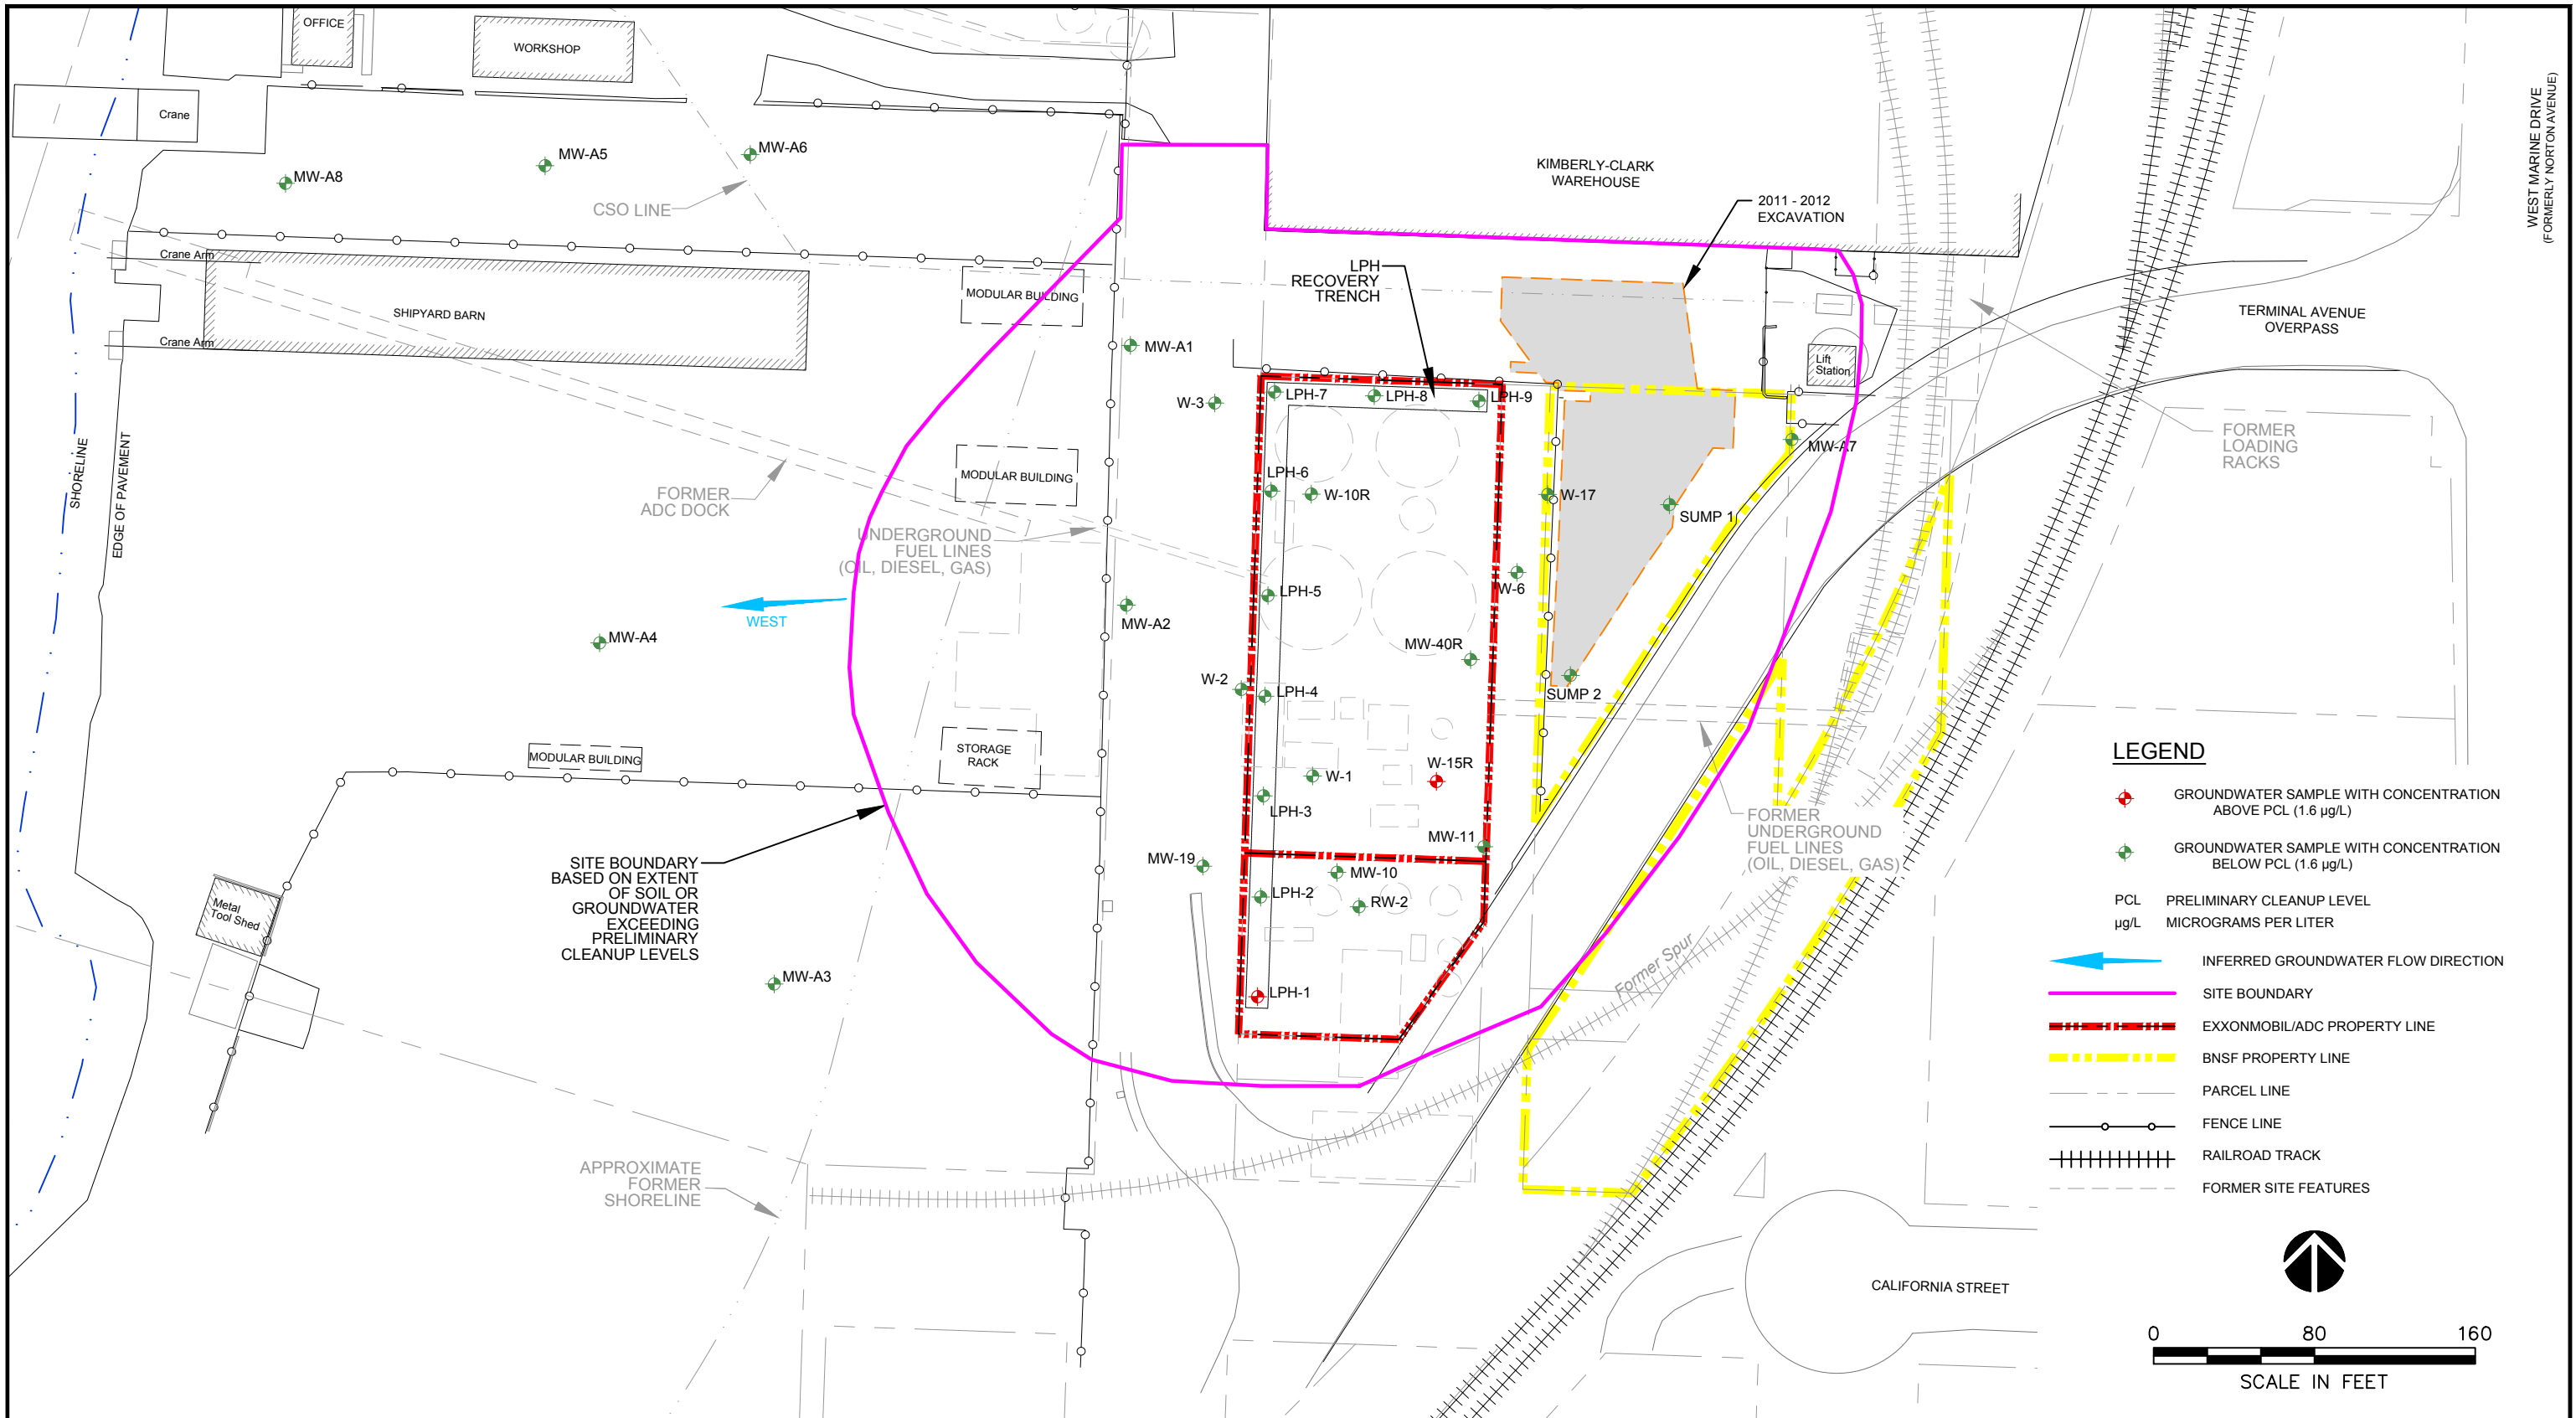 OFFICE
WORKSHOP
Crane
MW-A8
MW-A5
MW-A6
CSO LINE
Crane Arm
SHIPYARD BARN
Crane Arm
MODULAR BUILDING
KIMBERLY-CLARK
WAREHOUSE
2011 - 2012
EXCAVATION
WEST MARINE DRIVE
(FORMERLY NORTON AVENUE)
LPH
RECOVERY
TRENCH
TERMINAL AVENUE
OVERPASS
Lift
Station
MW-A1
W-3
LPH-7
LPH-8
LPH-9
MW-A7
FORMER
LOADING
RACKS
SHORELINE
EDGE OF PAVEMENT
FORMER
ADC DOCK
MODULAR BUILDING
LPH-6
W-10R
W-17
SUMP 1
UNDERGROUND
FUEL LINES
(OIL, DIESEL, GAS)
WEST
MW-A4
MW-A2
LPH-5
W-6
MW-40R
W-2
LPH-4
SUMP 2
MODULAR BUILDING
STORAGE
RACK
W-1
W-15R
LPH-3
MW-11
FORMER
UNDERGROUND
FUEL LINES
(OIL, DIESEL, GAS)
MW-19
MW-10
LPH-2
RW-2
SITE BOUNDARY
BASED ON EXTENT
OF SOIL OR
GROUNDWATER
EXCEEDING
PRELIMINARY
CLEANUP LEVELS
Metal
Tool Shed
MW-A3
LPH-1
Former Spur
APPROXIMATE
FORMER
SHORELINE
CALIFORNIA STREET
LEGEND
GROUNDWATER SAMPLE WITH CONCENTRATION
ABOVE PCL (1.6 µg/L)
GROUNDWATER SAMPLE WITH CONCENTRATION
BELOW PCL (1.6 µg/L)
PCL PRELIMINARY CLEANUP LEVEL
µg/L MICROGRAMS PER LITER
INFERRED GROUNDWATER FLOW DIRECTION
SITE BOUNDARY
EXXONMOBIL/ADC PROPERTY LINE
BNSF PROPERTY LINE
PARCEL LINE
FENCE LINE
RAILROAD TRACK
FORMER SITE FEATURES
0 80 160
SCALE IN FEET